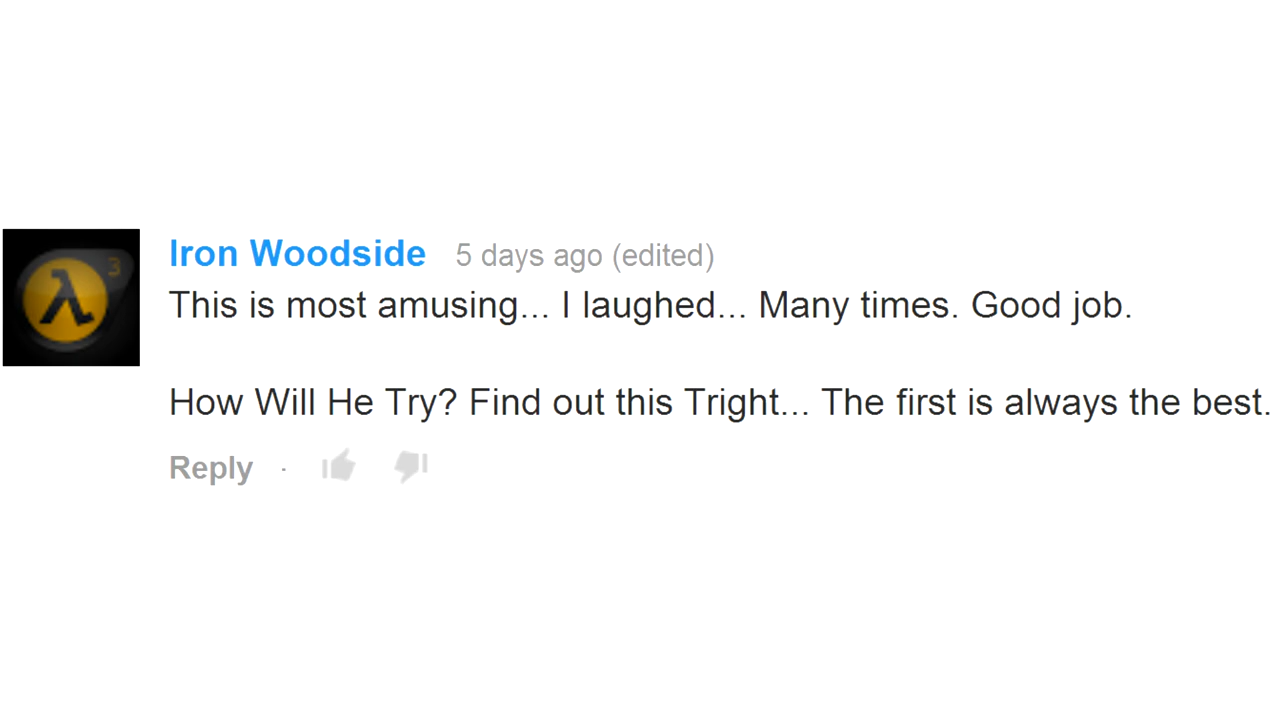 3
λ
Iron Woodside 5 days ago (edited)
This is most amusing... I laughed... Many times. Good job.
How Will He Try? Find out this Tright... The first is always the best.
Reply ·